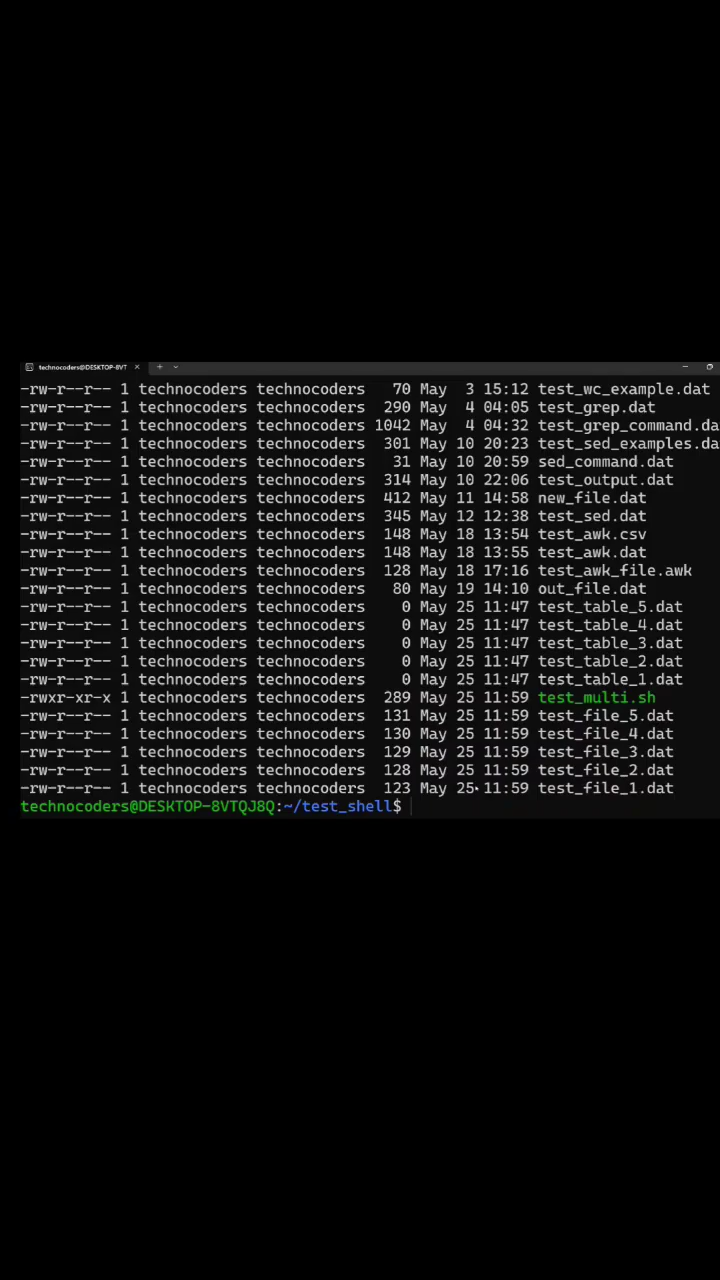 technocoders@DESKTOP-8VT
-rw-r--r-- 1 technocoders technocoders 70 May 3 15:12 test_wc_example.dat
-rw-r--r-- 1 technocoders technocoders 290 May 4 04:05 test_grep.dat
-rw-r--r-- 1 technocoders technocoders 1042 May 4 04:32 test_grep_command.da
-rw-r--r-- 1 technocoders technocoders 301 May 10 20:23 test_sed_examples.da
-rw-r--r-- 1 technocoders technocoders 31 May 10 20:59 sed_command.dat
-rw-r--r-- 1 technocoders technocoders 314 May 10 22:06 test_output.dat
-rw-r--r-- 1 technocoders technocoders 412 May 11 14:58 new_file.dat
-rw-r--r-- 1 technocoders technocoders 345 May 12 12:38 test_sed.dat
-rw-r--r-- 1 technocoders technocoders 148 May 18 13:54 test_awk.csv
-rw-r--r-- 1 technocoders technocoders 148 May 18 13:55 test_awk.dat
-rw-r--r-- 1 technocoders technocoders 128 May 18 17:16 test_awk_file.awk
-rw-r--r-- 1 technocoders technocoders 80 May 19 14:10 out_file.dat
-rw-r--r-- 1 technocoders technocoders 0 May 25 11:47 test_table_5.dat
-rw-r--r-- 1 technocoders technocoders 0 May 25 11:47 test_table_4.dat
-rw-r--r-- 1 technocoders technocoders 0 May 25 11:47 test_table_3.dat
-rw-r--r-- 1 technocoders technocoders 0 May 25 11:47 test_table_2.dat
-rw-r--r-- 1 technocoders technocoders 0 May 25 11:47 test_table_1.dat
-rwxr-xr-x 1 technocoders technocoders 289 May 25 11:59 test_multi.sh
-rw-r--r-- 1 technocoders technocoders 131 May 25 11:59 test_file_5.dat
-rw-r--r-- 1 technocoders technocoders 130 May 25 11:59 test_file_4.dat
-rw-r--r-- 1 technocoders technocoders 129 May 25 11:59 test_file_3.dat
-rw-r--r-- 1 technocoders technocoders 128 May 25 11:59 test_file_2.dat
-rw-r--r-- 1 technocoders technocoders 123 May 25 11:59 test_file_1.dat
technocoders@DESKTOP-8VTQJ8Q:~/test_shell$